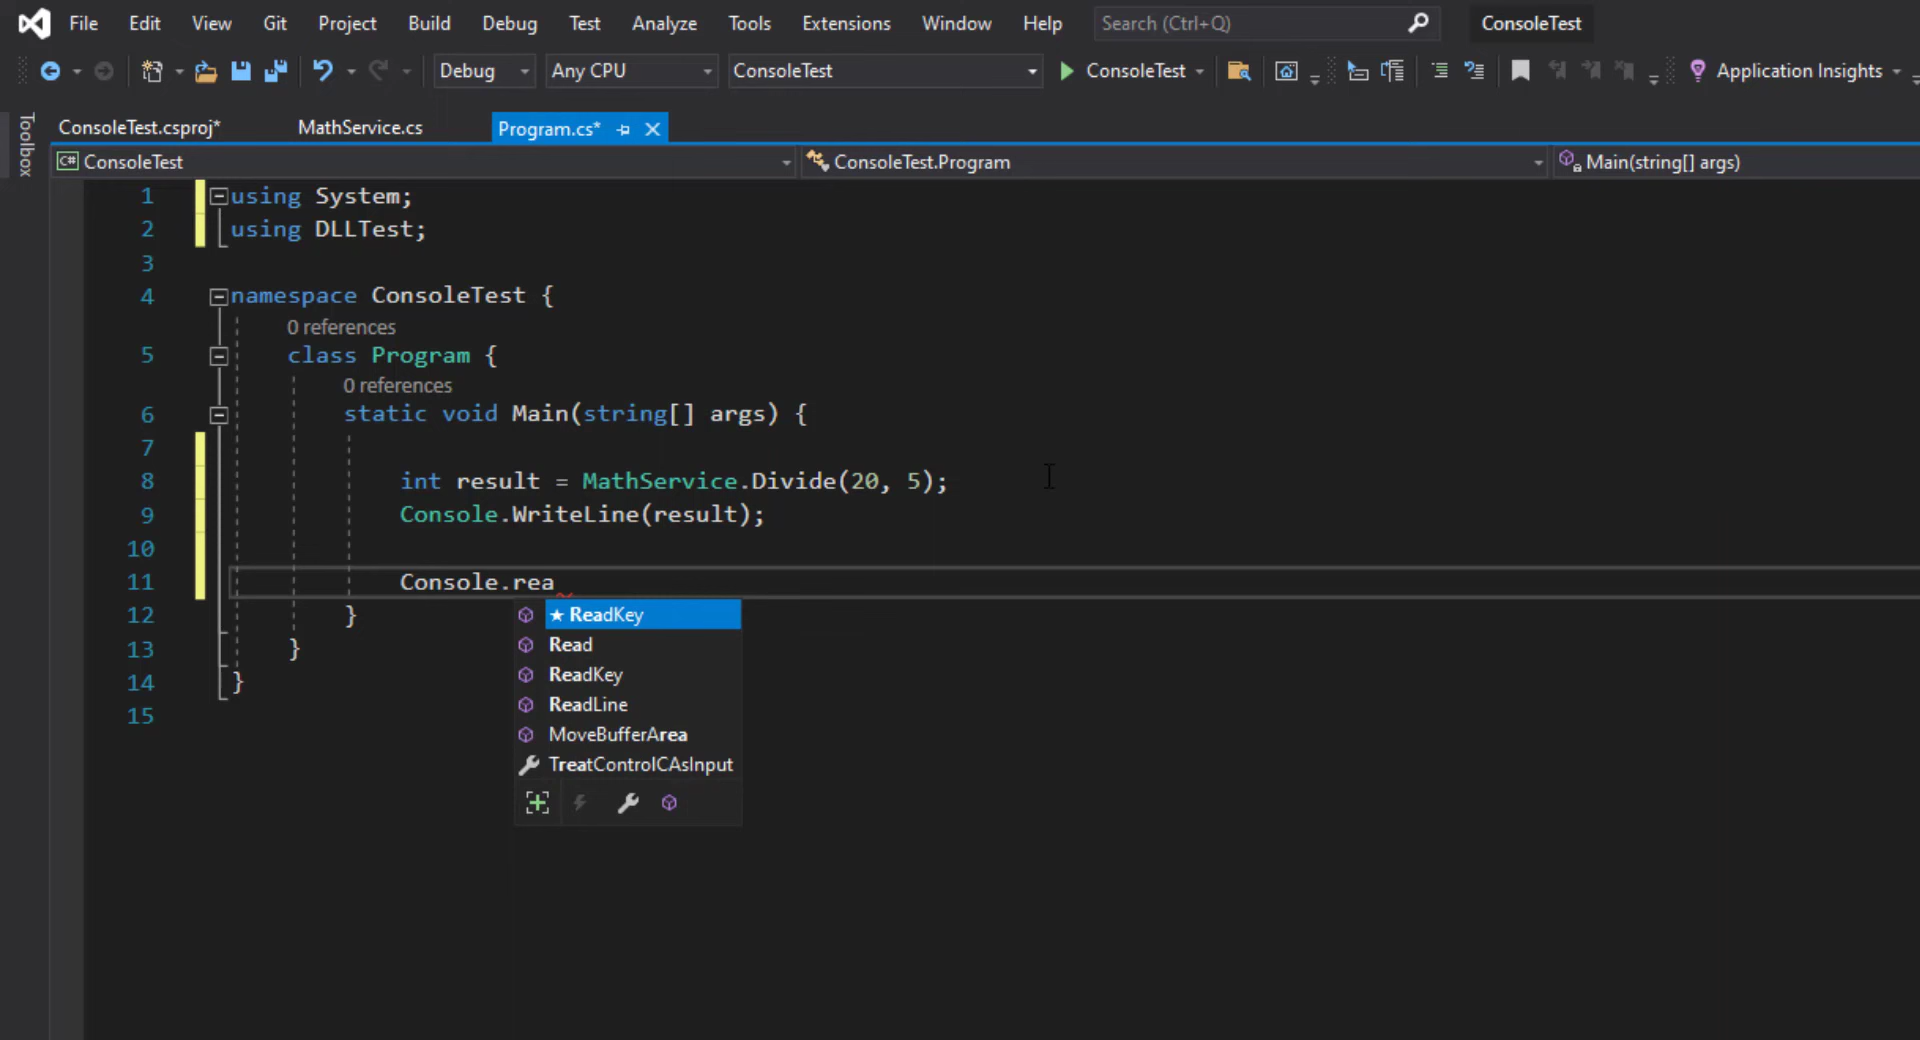 File Edit View Git Project Build Debug Test Analyze Tools Extensions Window Help Search (Ctrl+Q) ConsoleTest
Debug Any CPU ConsoleTest ConsoleTest Application Insights
Toolbox
ConsoleTest.csproj* MathService.cs Program.cs*
C# ConsoleTest ConsoleTest.Program Main(string[] args)
1 using System;
2 using DLLTest;
3
4 namespace ConsoleTest {
0 references
5 class Program {
0 references
6 static void Main(string[] args) {
7
8 int result = MathService.Divide(20, 5);
9 Console.WriteLine(result);
10
11 Console.rea
★ ReadKey
12 }
Read
13 }
ReadKey
14 }
ReadLine
15
MoveBufferArea
TreatControlCAsInput